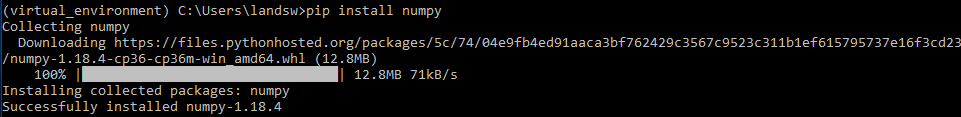 (virtual_environment) C:\Users\landsw>pip install numpy
Collecting numpy
  Downloading https://files.pythonhosted.org/packages/5c/74/04e9fb4ed91aaca3bf762429c3567c9523c311b1ef615795737e16f3cd23
/numpy-1.18.4-cp36-cp36m-win_amd64.whl (12.8MB)
    100% |████████████████████████████████| 12.8MB 71kB/s
Installing collected packages: numpy
Successfully installed numpy-1.18.4